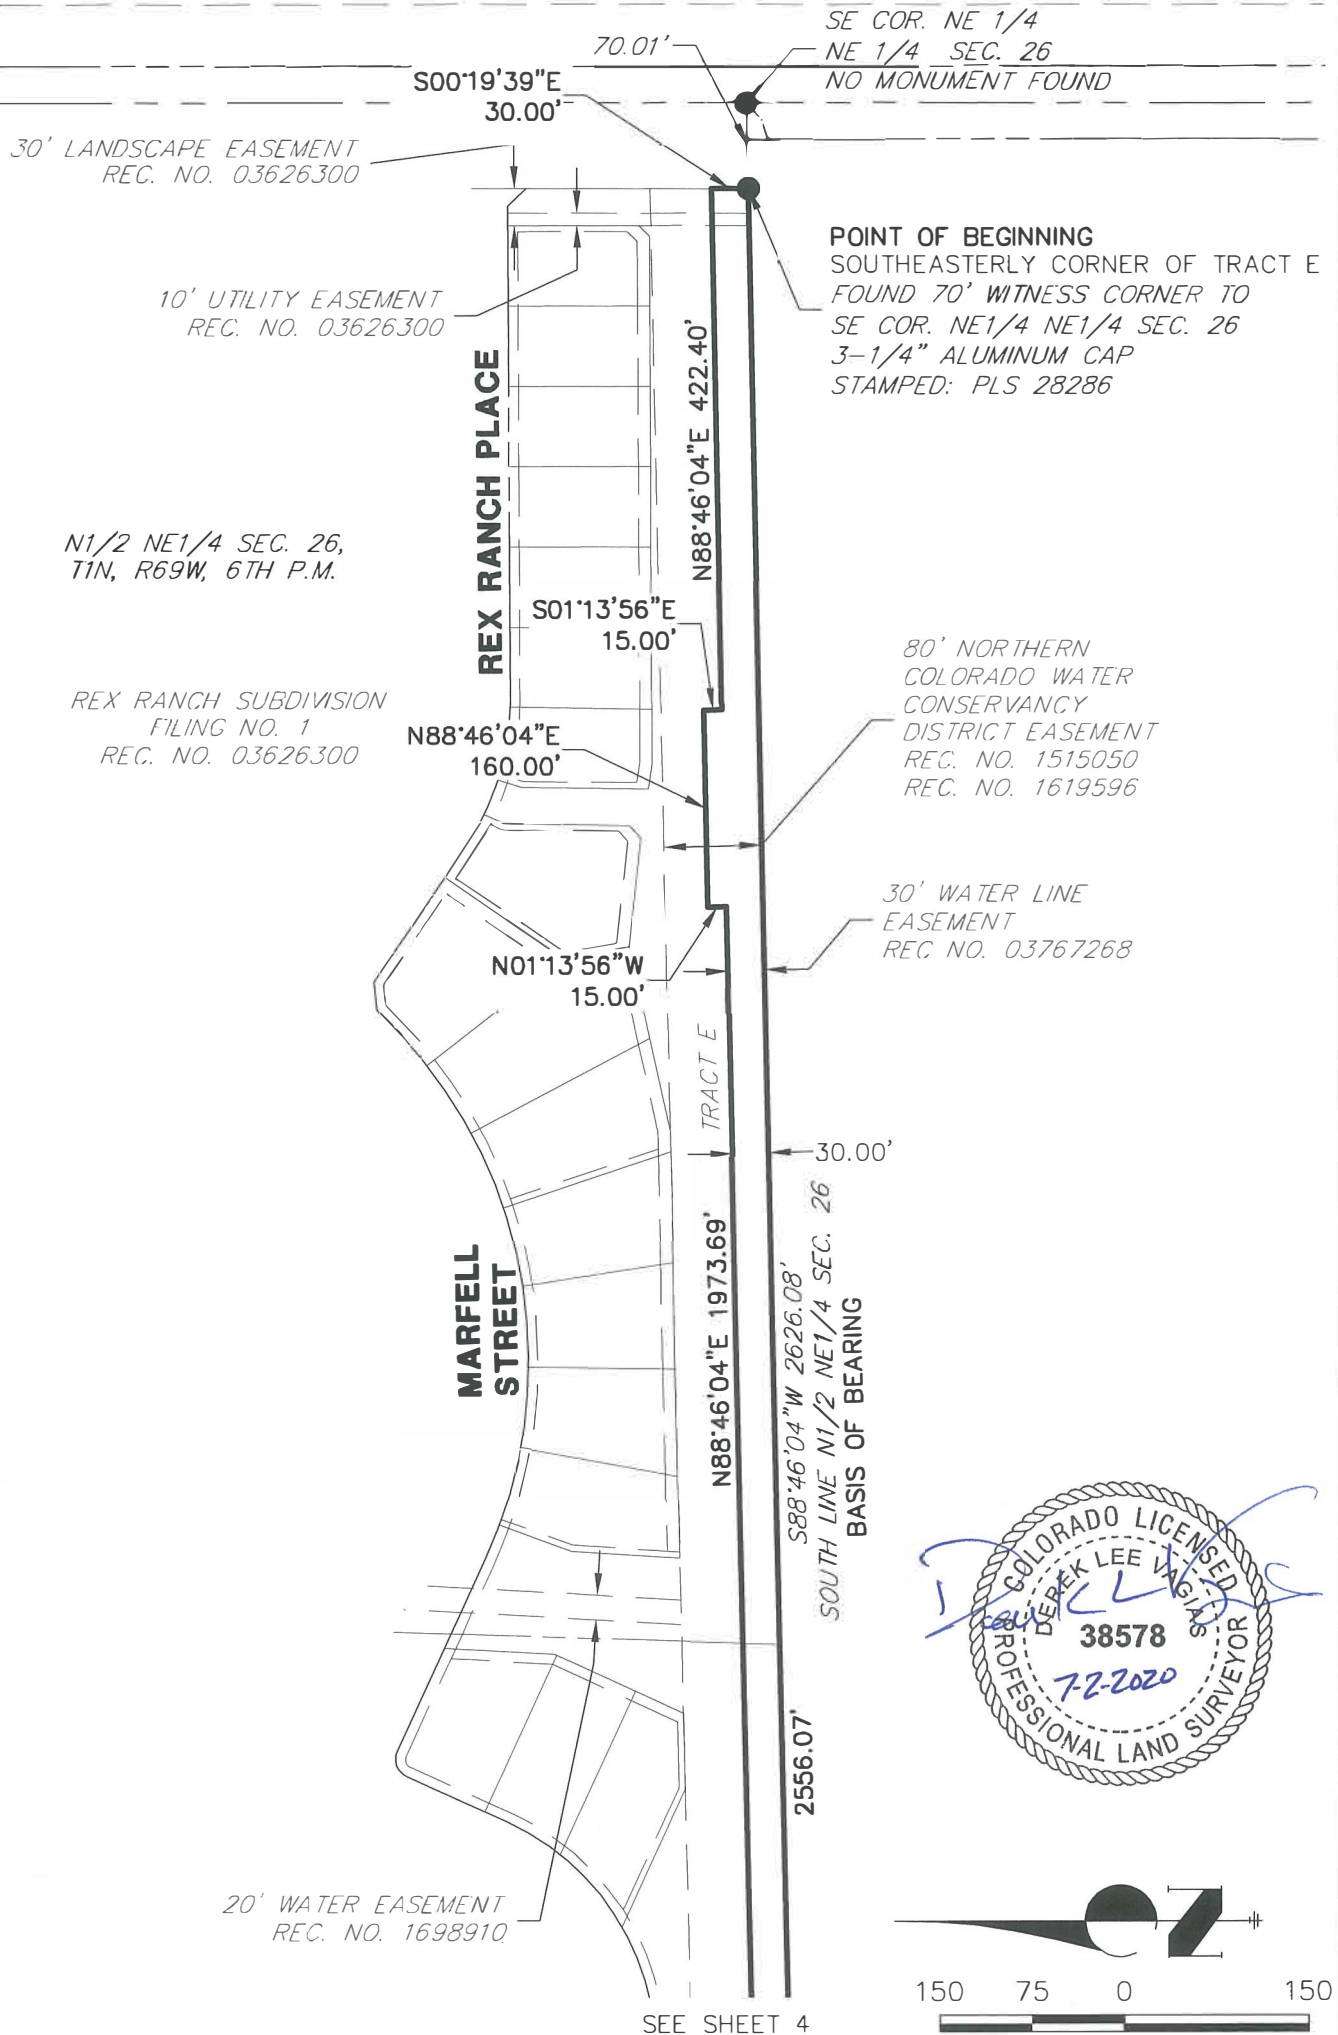 SE COR. NE 1/4
NE 1/4 SEC. 26
NO MONUMENT FOUND
70.01'
S00°19'39"E
30.00'
30' LANDSCAPE EASEMENT
REC. NO. 03626300
POINT OF BEGINNING
SOUTHEASTERLY CORNER OF TRACT E
FOUND 70' WITNESS CORNER TO
SE COR. NE1/4 NE1/4 SEC. 26
3-1/4" ALUMINUM CAP
STAMPED: PLS 28286
10' UTILITY EASEMENT
REC. NO. 03626300
REX RANCH PLACE
N88°46'04"E 422.40'
N1/2 NE1/4 SEC. 26,
T1N, R69W, 6TH P.M.
S01°13'56"E
15.00'
80' NORTHERN
COLORADO WATER
CONSERVANCY
DISTRICT EASEMENT
REC. NO. 1515050
REC. NO. 1619596
REX RANCH SUBDIVISION
FILING NO. 1
REC. NO. 03626300
N88°46'04"E
160.00'
30' WATER LINE
EASEMENT
REC NO. 03767268
N01°13'56"W
15.00'
TRACT E
30.00'
MARFELL
STREET
N88°46'04"E 1973.69'
S88°46'04"W 2626.08'
SOUTH LINE N1/2 NE1/4 SEC. 26
BASIS OF BEARING
COLORADO LICENSED
DEREK LEE VAGIAS
38578
7-2-2020
PROFESSIONAL LAND SURVEYOR
2556.07'
20' WATER EASEMENT
REC. NO. 1698910
N
150 75 0 150
SEE SHEET 4